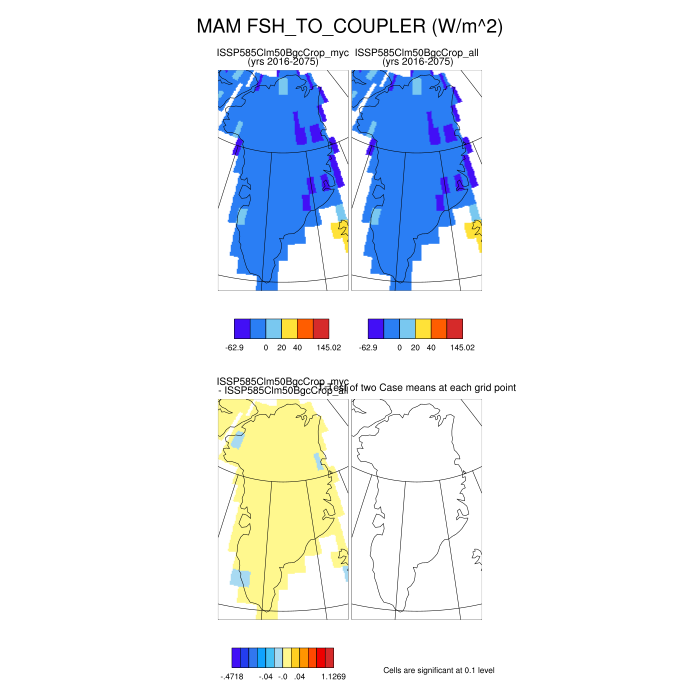 MAM FSH_TO_COUPLER (W/m^2)
ISSP585Clm50BgcCrop_myc
(yrs 2016-2075)
ISSP585Clm50BgcCrop_all
(yrs 2016-2075)
-62.9 0 20 40 145.02
-62.9 0 20 40 145.02
ISSP585Clm50BgcCrop_myc
- ISSP585Clm50BgcCrop_all
T-Test of two Case means at each grid point
-.4718 -.04 -.0 .04 1.1269
Cells are significant at 0.1 level